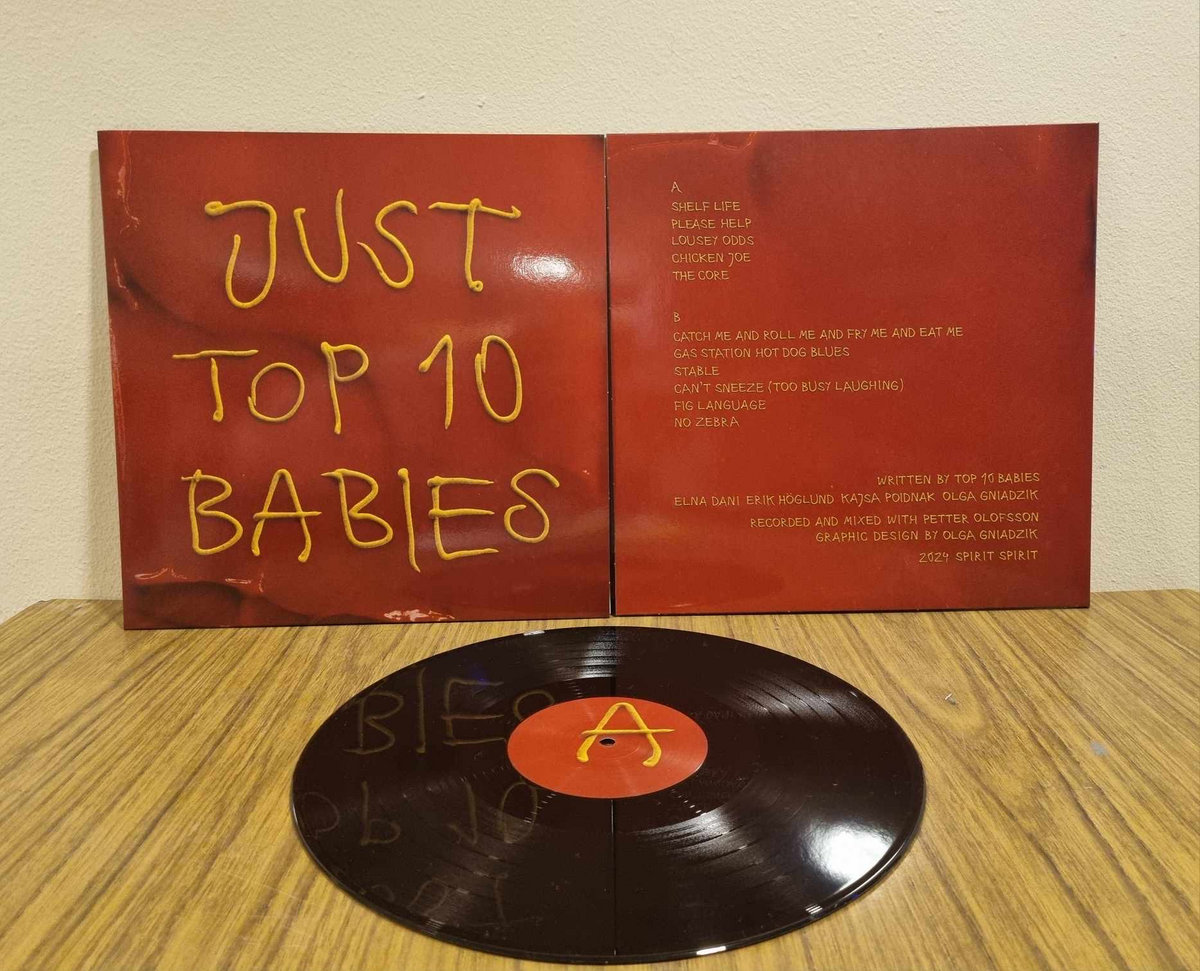 JUST
TOP 10
BABIES
A
SHELF LIFE
PLEASE HELP
LOUSEY ODDS
CHICKEN JOE
THE CORE
B
CATCH ME AND ROLL ME AND FRY ME AND EAT ME
GAS STATION HOT DOG BLUES
STABLE
CAN'T SNEEZE (TOO BUSY LAUGHING)
FIG LANGUAGE
NO ZEBRA
WRITTEN BY TOP 10 BABIES
ELNA DANI ERIK HÖGLUND KAJSA POIDNAK OLGA GNIADZIK
RECORDED AND MIXED WITH PETTER OLOFSSON
GRAPHIC DESIGN BY OLGA GNIADZIK
2024 SPIRIT SPIRIT
A